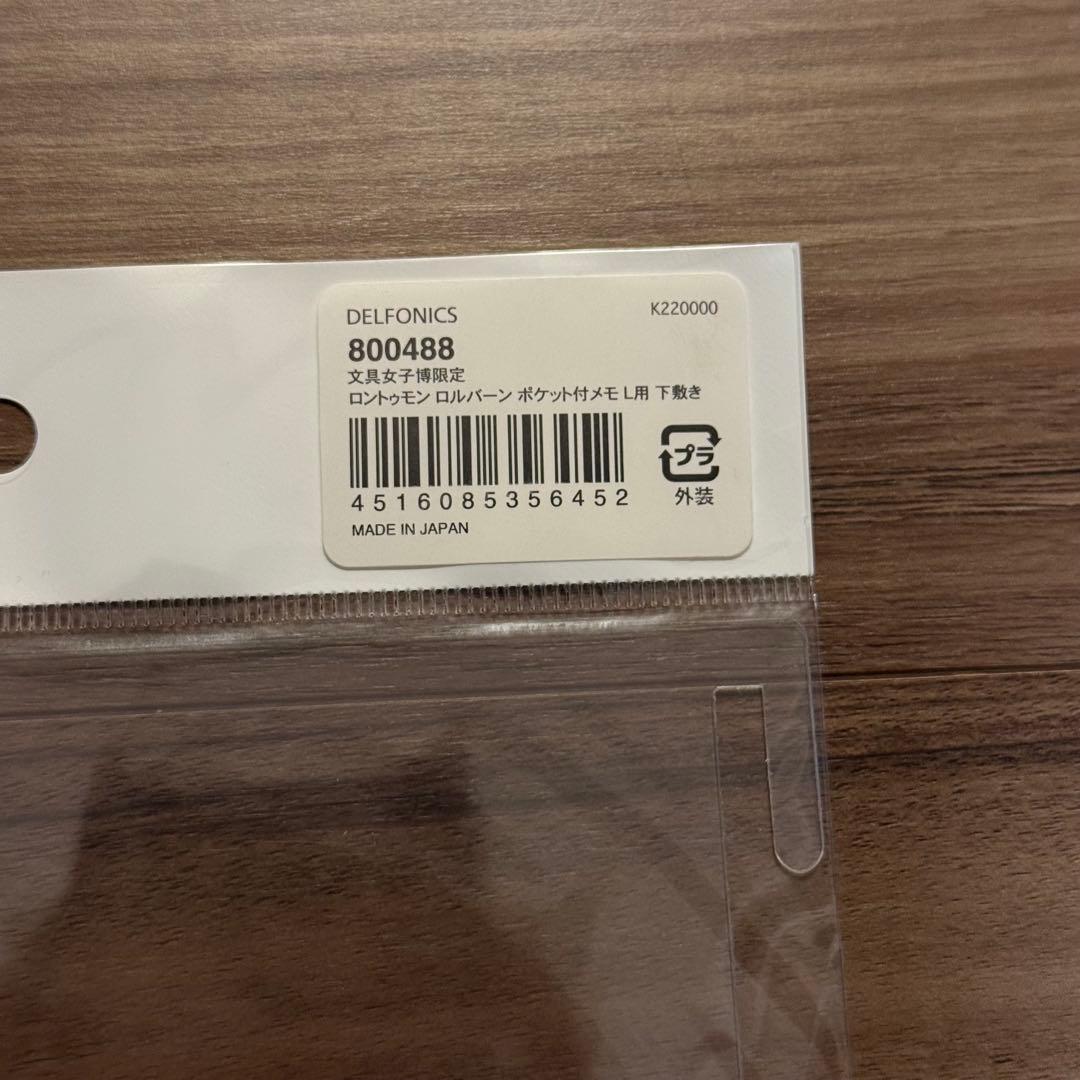 DELFONICS
K220000
800488
文具女子博限定
ロントゥモン ロルバーン ポケット付メモ L用 下敷き
プラ
外装
4516085356452
MADE IN JAPAN